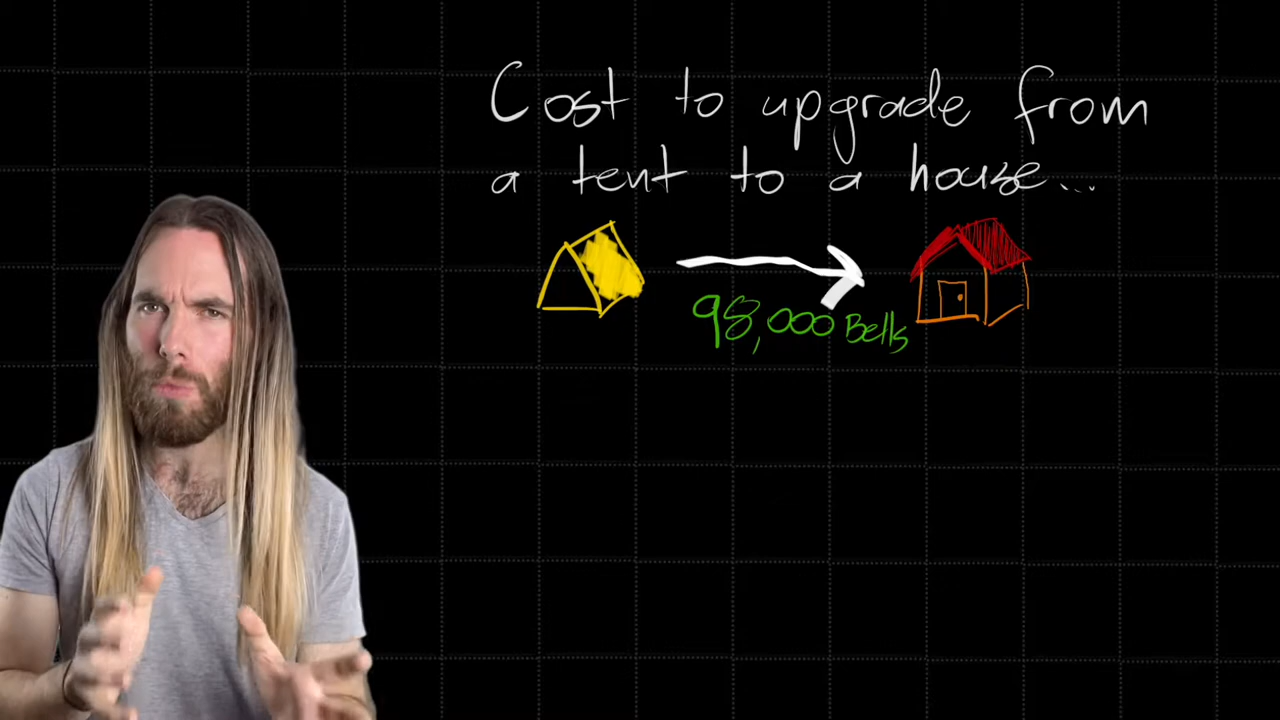 Cost to upgrade from
a tent to a house...
98,000 Bells